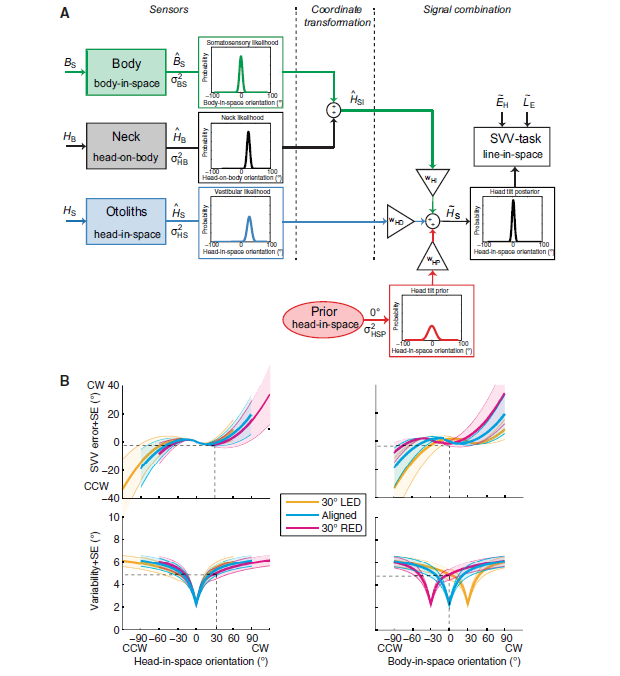 A
Sensors
Coordinate
transformation
Signal combination
B_S
Body
body-in-space
B̂_S
σ²_BS
Somatosensory likelihood
Probability
−100 0 100
Body-in-space orientation (°)
Ĥ_SI
H_B
Neck
head-on-body
Ĥ_B
σ²_HB
Neck likelihood
Probability
−100 0 100
Head-on-body orientation (°)
H_S
Otoliths
head-in-space
Ĥ_S
σ²_HS
Vestibular likelihood
Probability
−100 0 100
Head-in-space orientation (°)
+
+
w_HI
w_HD
+
+
w_HP
H̃_S
Ẽ_H
L̃_E
SVV-task
line-in-space
Head tilt posterior
Probability
−100 0 100
Head-in-space orientation (°)
Prior
head-in-space
0°
σ²_HSP
Head tilt prior
Probability
−100 0 100
Head-in-space orientation (°)
B
SVV error+SE (°)
CW 40
20
0
−20
CCW
−40
30° LED
Aligned
30° RED
Variability+SE (°)
10
8
6
4
2
0
−90 −60 −30 0 30 60 90
CCW CW
Head-in-space orientation (°)
−90 −60 −30 0 30 60 90
CCW CW
Body-in-space orientation (°)